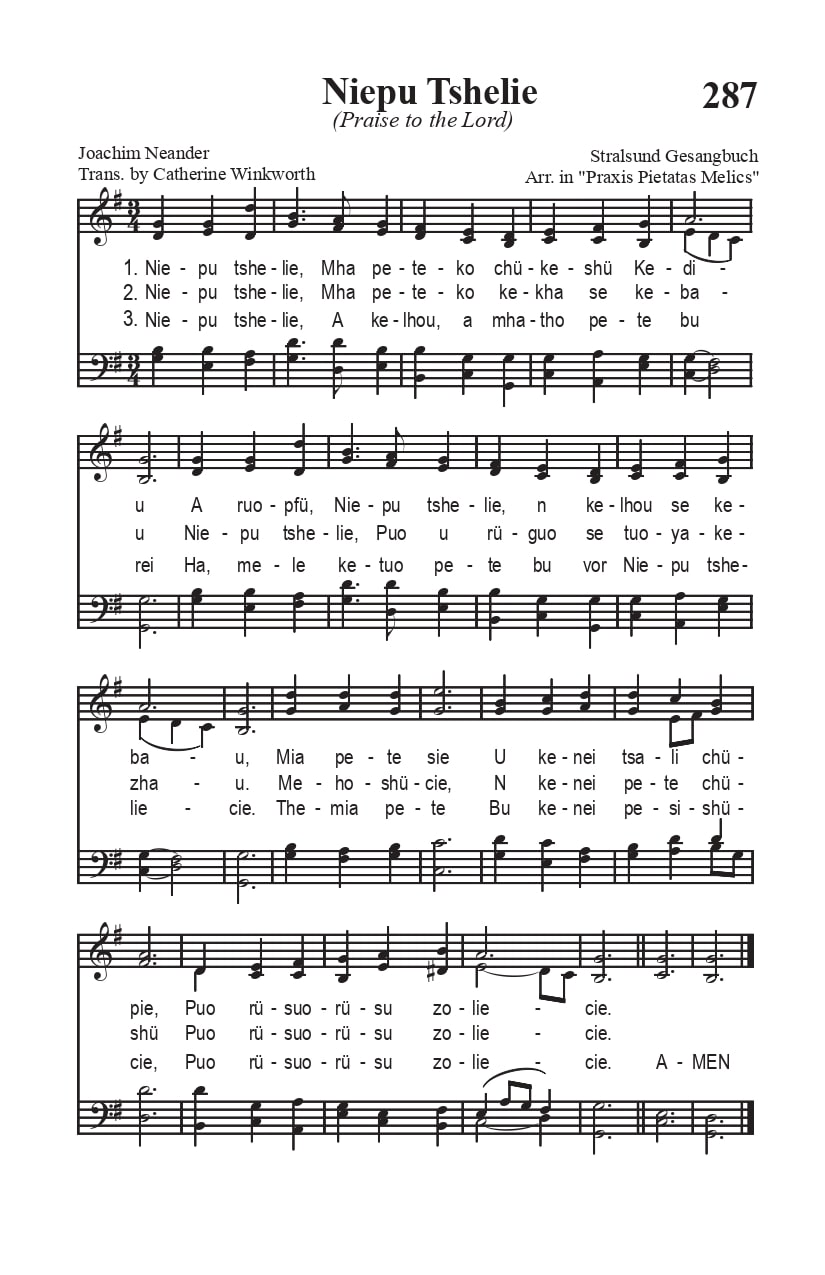 Niepu Tshelie
287
(Praise to the Lord)
Joachim Neander
Stralsund Gesangbuch
Trans. by Catherine Winkworth
Arr. in "Praxis Pietatas Melics"
3
4
1. Nie - pu tshe - lie, Mha pe - te - ko chü - ke - shü Ke - di -
2. Nie - pu tshe - lie, Mha pe - te - ko ke - kha se ke - ba -
3. Nie - pu tshe - lie, A ke - lhou, a mha - tho pe - te bu
3
4
u A ruo - pfü, Nie - pu tshe - lie, n ke - lhou se ke -
u Nie - pu tshe - lie, Puo u rü - guo se tuo - ya - ke -
rei Ha, me - le ke - tuo pe - te bu vor Nie - pu tshe -
ba - u, Mia pe - te sie U ke - nei tsa - li chü -
zha - u. Me - ho - shü - cie, N ke - nei pe - te chü -
lie - cie. The - mia pe - te Bu ke - nei pe - si - shü -
pie, Puo rü - suo - rü - su zo - lie - cie.
shü Puo rü - suo - rü - su zo - lie - cie.
cie, Puo rü - suo - rü - su zo - lie - cie. A - MEN